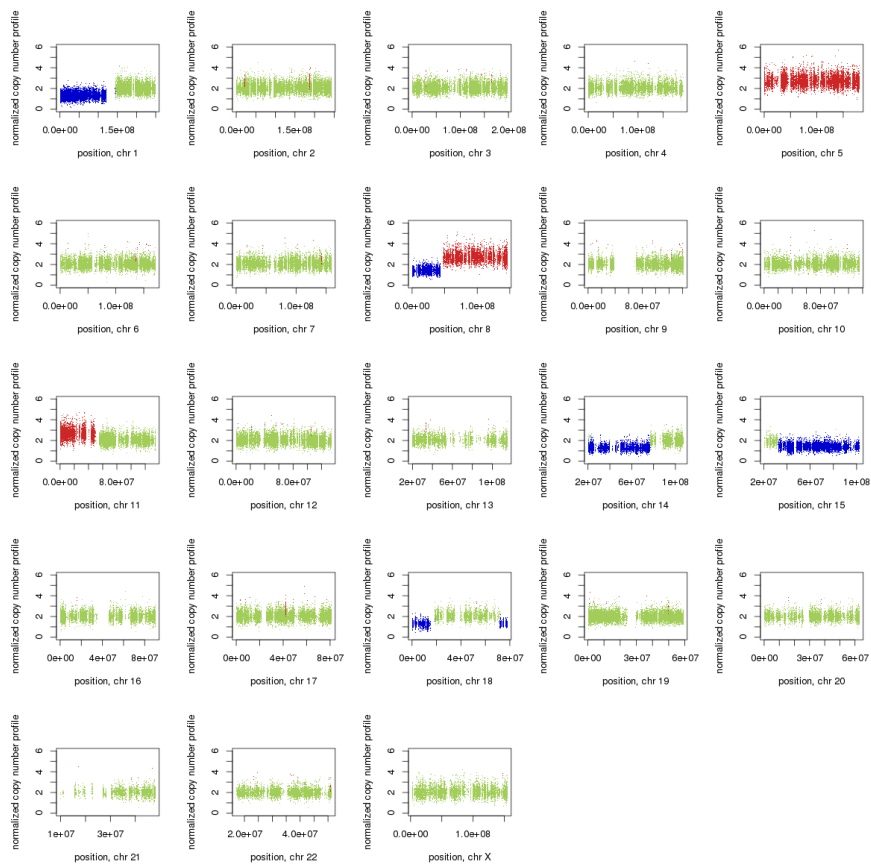 normalized copy number profile
0 2 4 6
0.0e+00 1.5e+08
position, chr 1
normalized copy number profile
0 2 4 6
0.0e+00 1.5e+08
position, chr 2
normalized copy number profile
0 2 4 6
0.0e+00 1.0e+08 2.0e+08
position, chr 3
normalized copy number profile
0 2 4 6
0.0e+00 1.0e+08
position, chr 4
normalized copy number profile
0 2 4 6
0.0e+00 1.0e+08
position, chr 5
normalized copy number profile
0 2 4 6
0.0e+00 1.0e+08
position, chr 6
normalized copy number profile
0 2 4 6
0.0e+00 1.0e+08
position, chr 7
normalized copy number profile
0 2 4 6
0.0e+00 1.0e+08
position, chr 8
normalized copy number profile
0 2 4 6
0.0e+00 8.0e+07
position, chr 9
normalized copy number profile
0 2 4 6
0.0e+00 8.0e+07
position, chr 10
normalized copy number profile
0 2 4 6
0.0e+00 8.0e+07
position, chr 11
normalized copy number profile
0 2 4 6
0.0e+00 8.0e+07
position, chr 12
normalized copy number profile
0 2 4 6
2e+07 6e+07 1e+08
position, chr 13
normalized copy number profile
0 2 4 6
2e+07 6e+07 1e+08
position, chr 14
normalized copy number profile
0 2 4 6
2e+07 6e+07 1e+08
position, chr 15
normalized copy number profile
0 2 4 6
0e+00 4e+07 8e+07
position, chr 16
normalized copy number profile
0 2 4 6
0e+00 4e+07 8e+07
position, chr 17
normalized copy number profile
0 2 4 6
0e+00 4e+07 8e+07
position, chr 18
normalized copy number profile
0 2 4 6
0e+00 3e+07 6e+07
position, chr 19
normalized copy number profile
0 2 4 6
0e+00 3e+07 6e+07
position, chr 20
normalized copy number profile
0 2 4 6
1e+07 3e+07
position, chr 21
normalized copy number profile
0 2 4 6
2.0e+07 4.0e+07
position, chr 22
normalized copy number profile
0 2 4 6
0.0e+00 1.0e+08
position, chr X